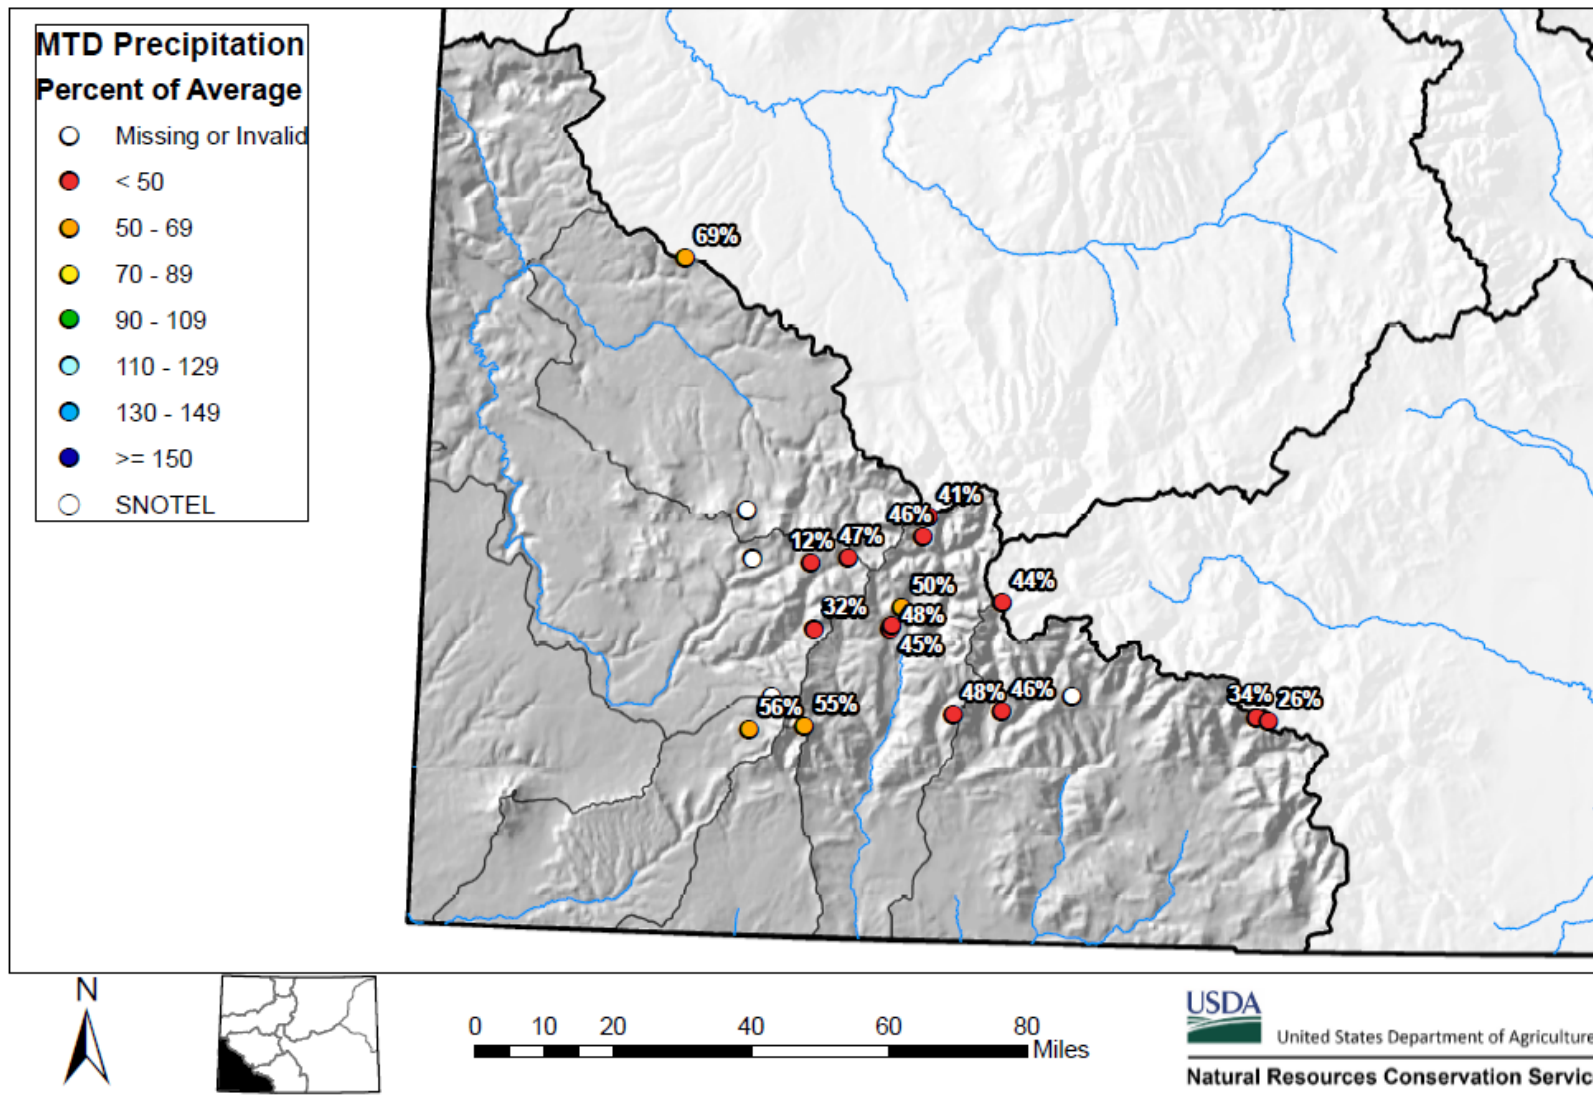 MTD Precipitation
Percent of Average
Missing or Invalid
< 50
50 - 69
70 - 89
90 - 109
110 - 129
130 - 149
>= 150
SNOTEL
69%
41%
46%
12%
47%
50%
44%
32%
48%
45%
48%
46%
34%
26%
56%
55%
N
0 10 20 40 60 80
Miles
USDA
United States Department of Agriculture
Natural Resources Conservation Servic